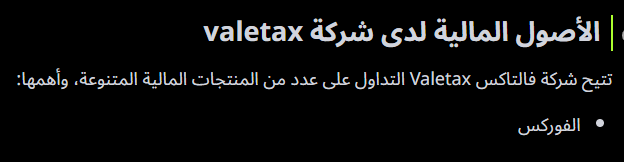 الأصول المالية لدى شركة valetax
تتيح شركة فالتاكس Valetax التداول على عدد من المنتجات المالية المتنوعة، وأهمها:
• الفوركس